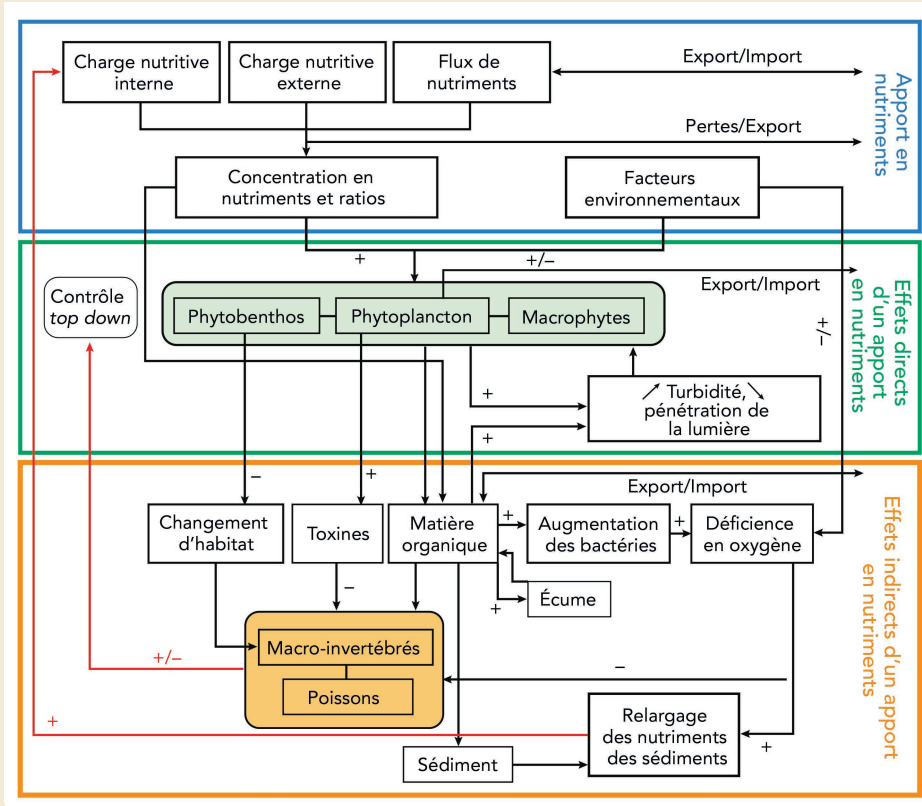 Charge nutritive
interne
Charge nutritive
externe
Flux de
nutriments
Export/Import
Pertes/Export
Apport en
nutriments
Concentration en
nutriments et ratios
Facteurs
environnementaux
+
+/–
Export/Import
+/–
Effets directs
d'un apport
en nutriments
Contrôle
top down
Phytobenthos
Phytoplancton
Macrophytes
+
Turbidité,
pénétration de
la lumière
+
–
+
Export/Import
Changement
d'habitat
Toxines
Matière
organique
+
Augmentation
des bactéries
+
Déficience
en oxygène
–
+
Écume
Effets indirects d'un apport
en nutriments
Macro-invertébrés
Poissons
+/–
–
+
Relargage
des nutriments
des sédiments
+
Sédiment